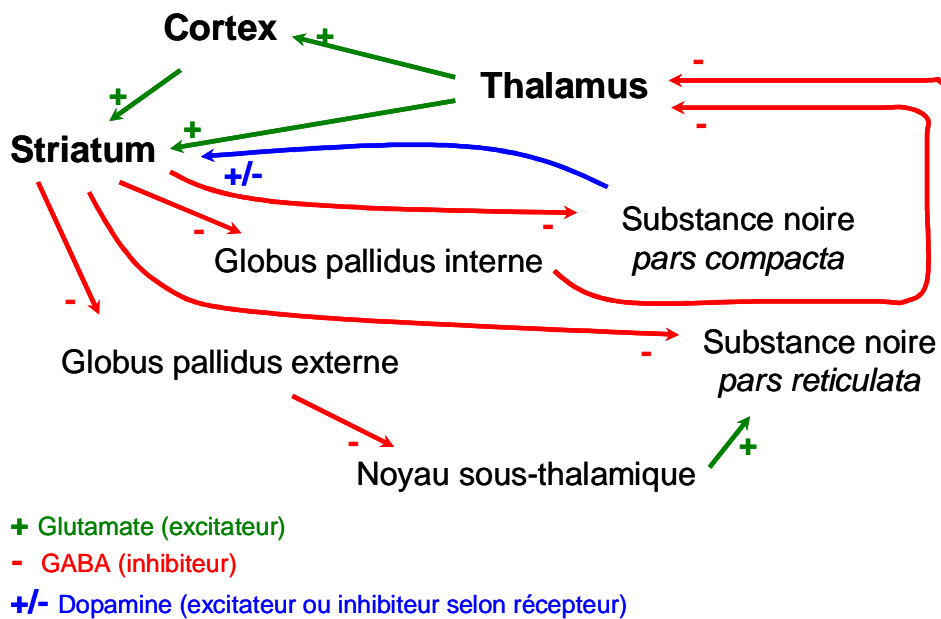 Cortex
+
-
Thalamus
+
+
-
Striatum
+/-
Substance noire
pars compacta
-
-
Globus pallidus interne
-
Substance noire
pars reticulata
-
Globus pallidus externe
-
+
Noyau sous-thalamique
+ Glutamate (excitateur)
- GABA (inhibiteur)
+/- Dopamine (excitateur ou inhibiteur selon récepteur)